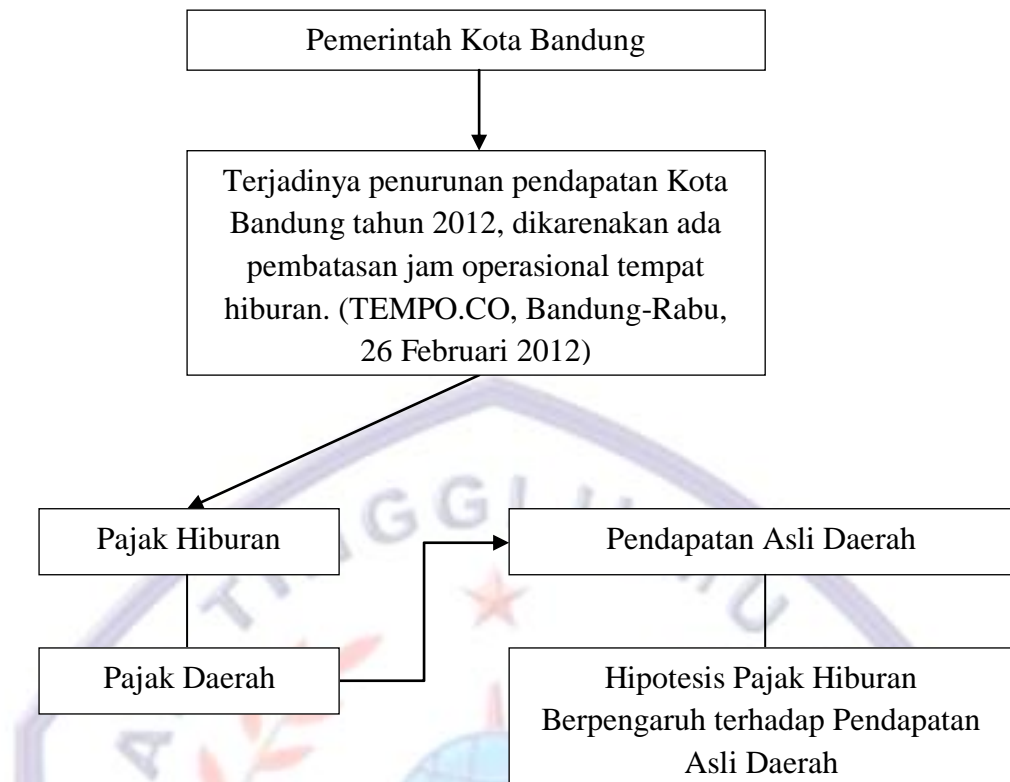 Pemerintah Kota Bandung
Terjadinya penurunan pendapatan Kota
Bandung tahun 2012, dikarenakan ada
pembatasan jam operasional tempat
hiburan. (TEMPO.CO, Bandung-Rabu,
26 Februari 2012)
Pajak Hiburan
Pendapatan Asli Daerah
Pajak Daerah
Hipotesis Pajak Hiburan
Berpengaruh terhadap Pendapatan
Asli Daerah